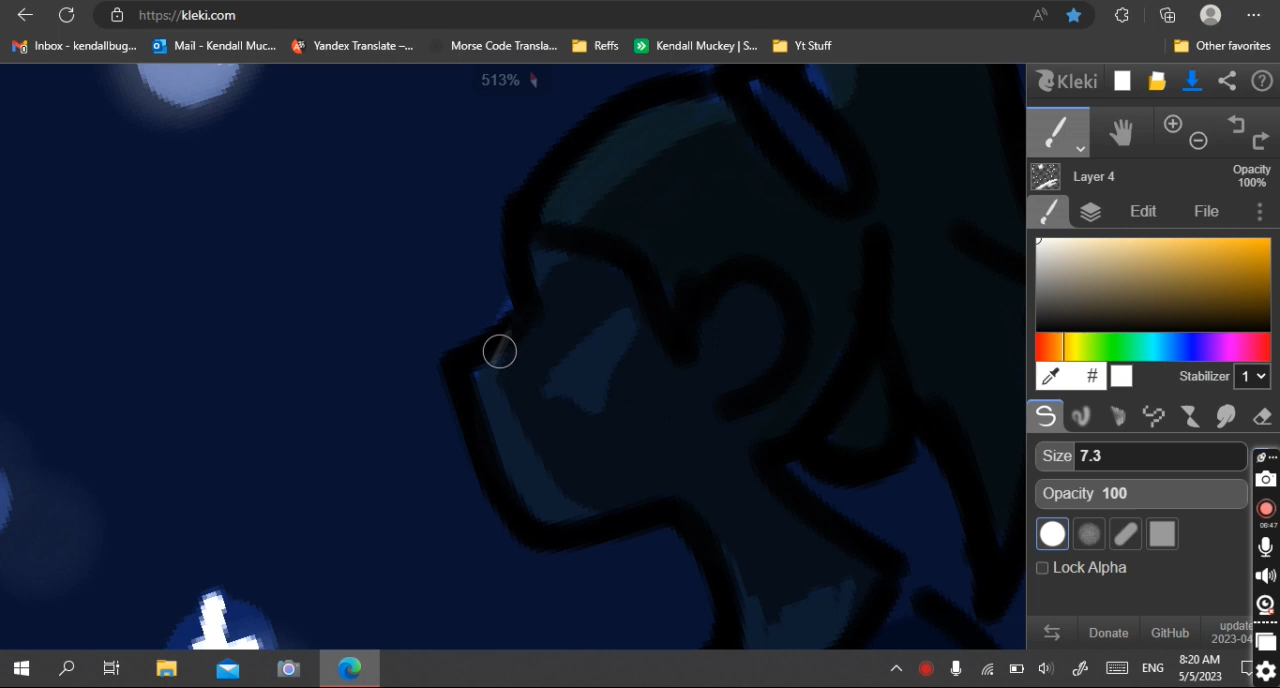 https://kleki.com
Inbox - kendallbug...
Mail - Kendall Muc...
Yandex Translate –...
Morse Code Transla...
Reffs
Kendall Muckey | S...
Yt Stuff
Other favorites
513%
Kleki
Layer 4
Opacity
100%
Edit
File
#
Stabilizer
1
Size 7.3
Opacity 100
Lock Alpha
06:47
Donate
GitHub
update
2023-04
ENG
8:20 AM
5/5/2023